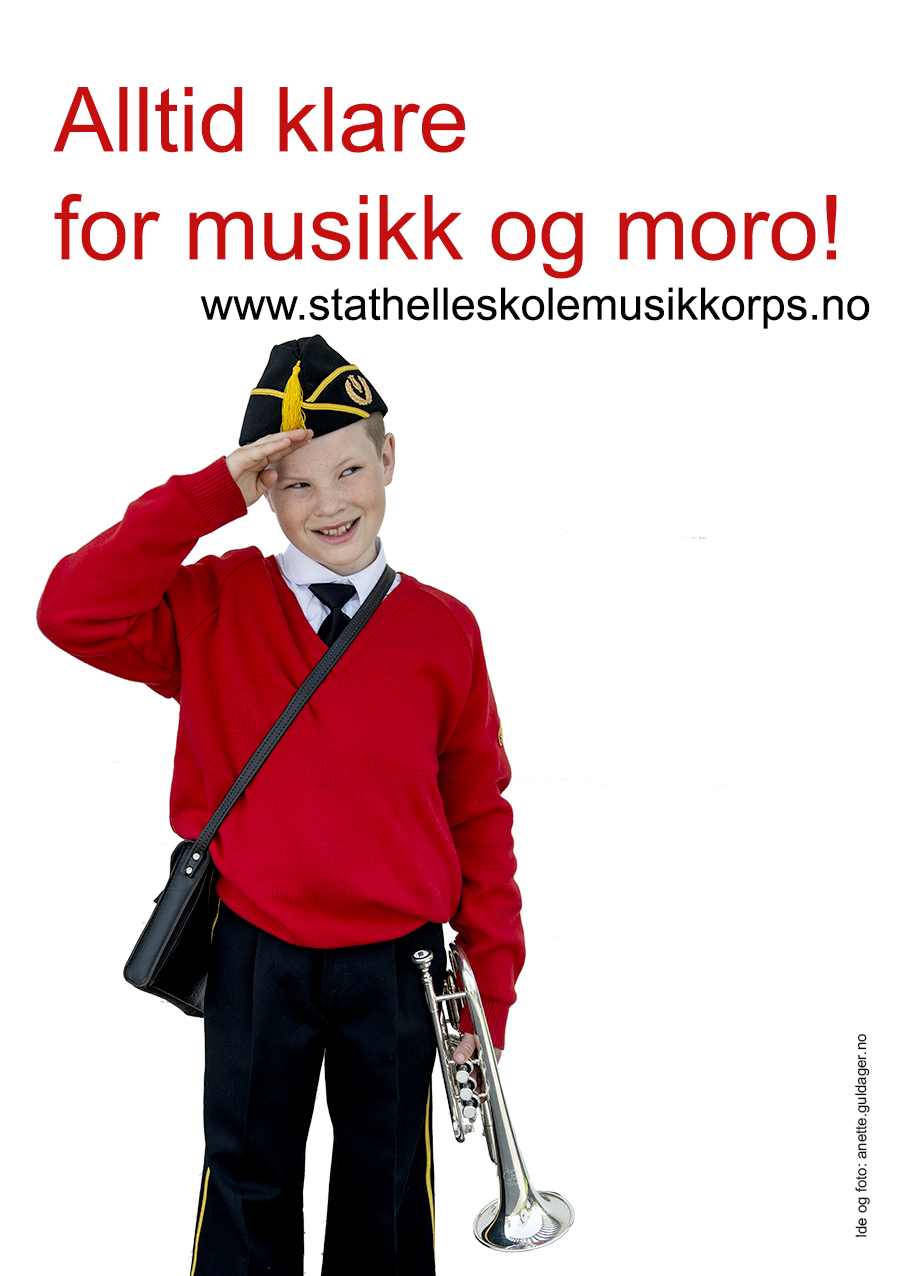 Alltid klare
for musikk og moro!
www.stathelleskolemusikkorps.no
Ide og foto: anette.guldager.no